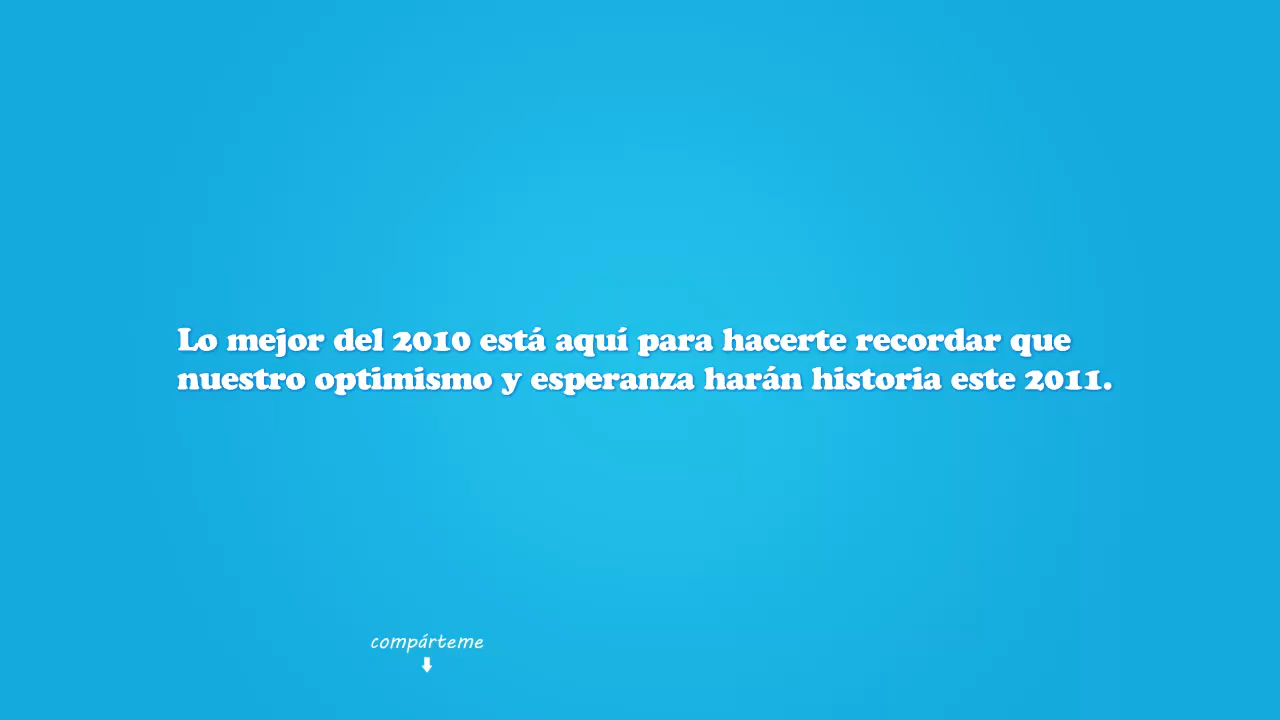 Lo mejor del 2010 está aquí para hacerte recordar que
nuestro optimismo y esperanza harán historia este 2011.
compárteme